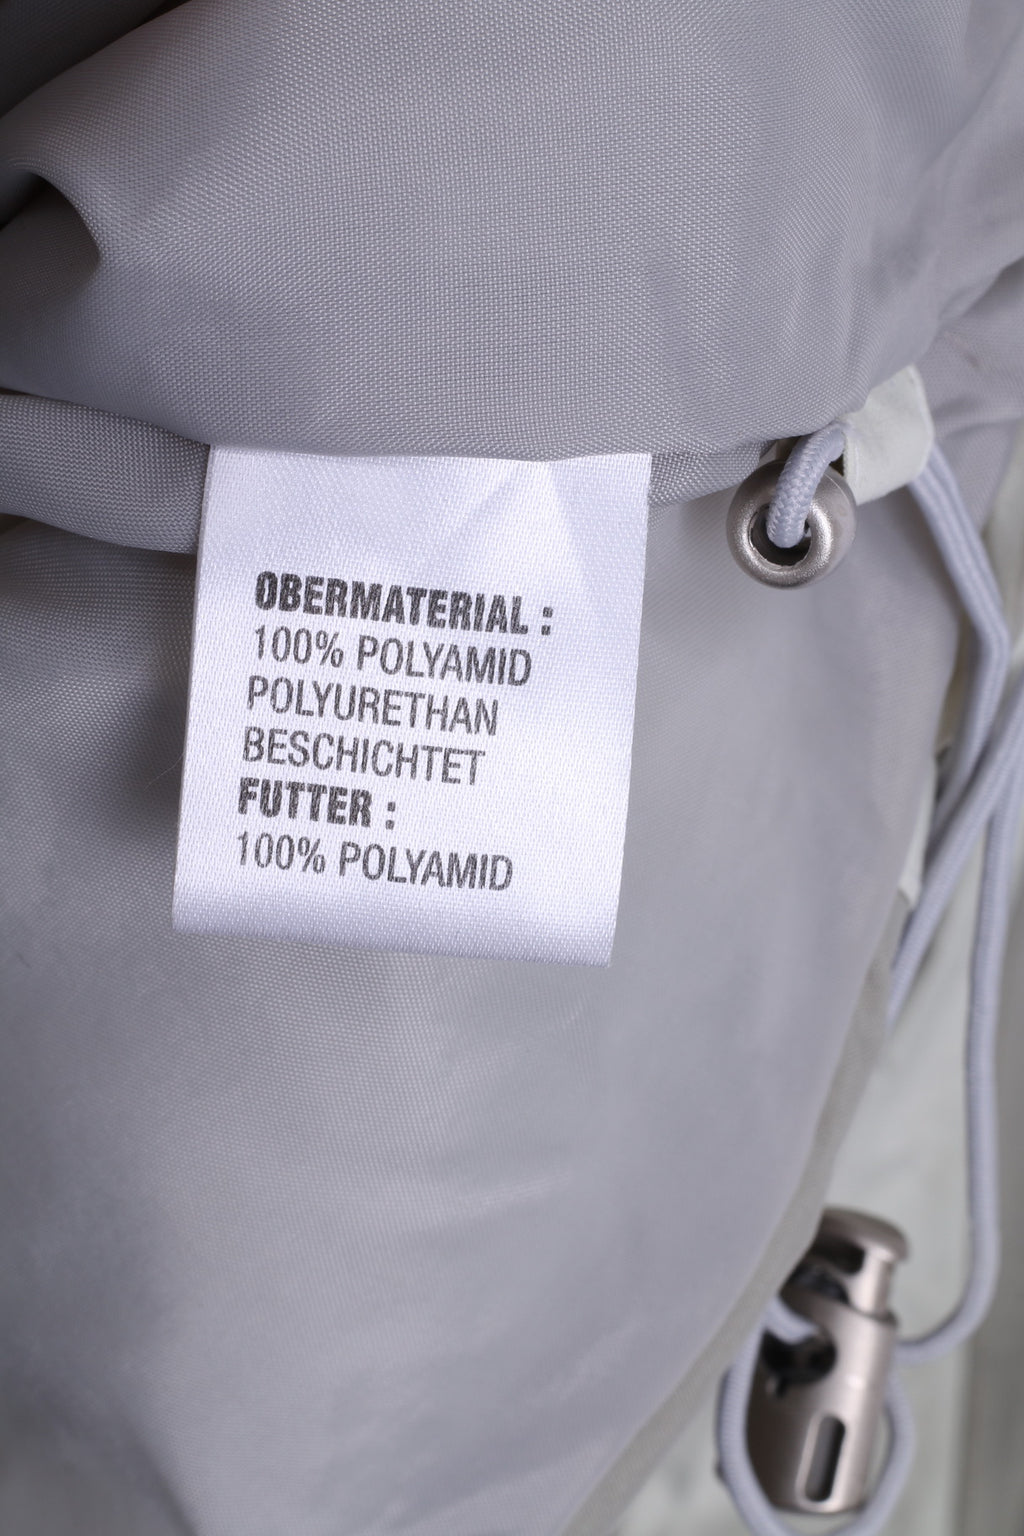 OBERMATERIAL :
100% POLYAMID
POLYURETHAN
BESCHICHTET
FUTTER :
100% POLYAMID